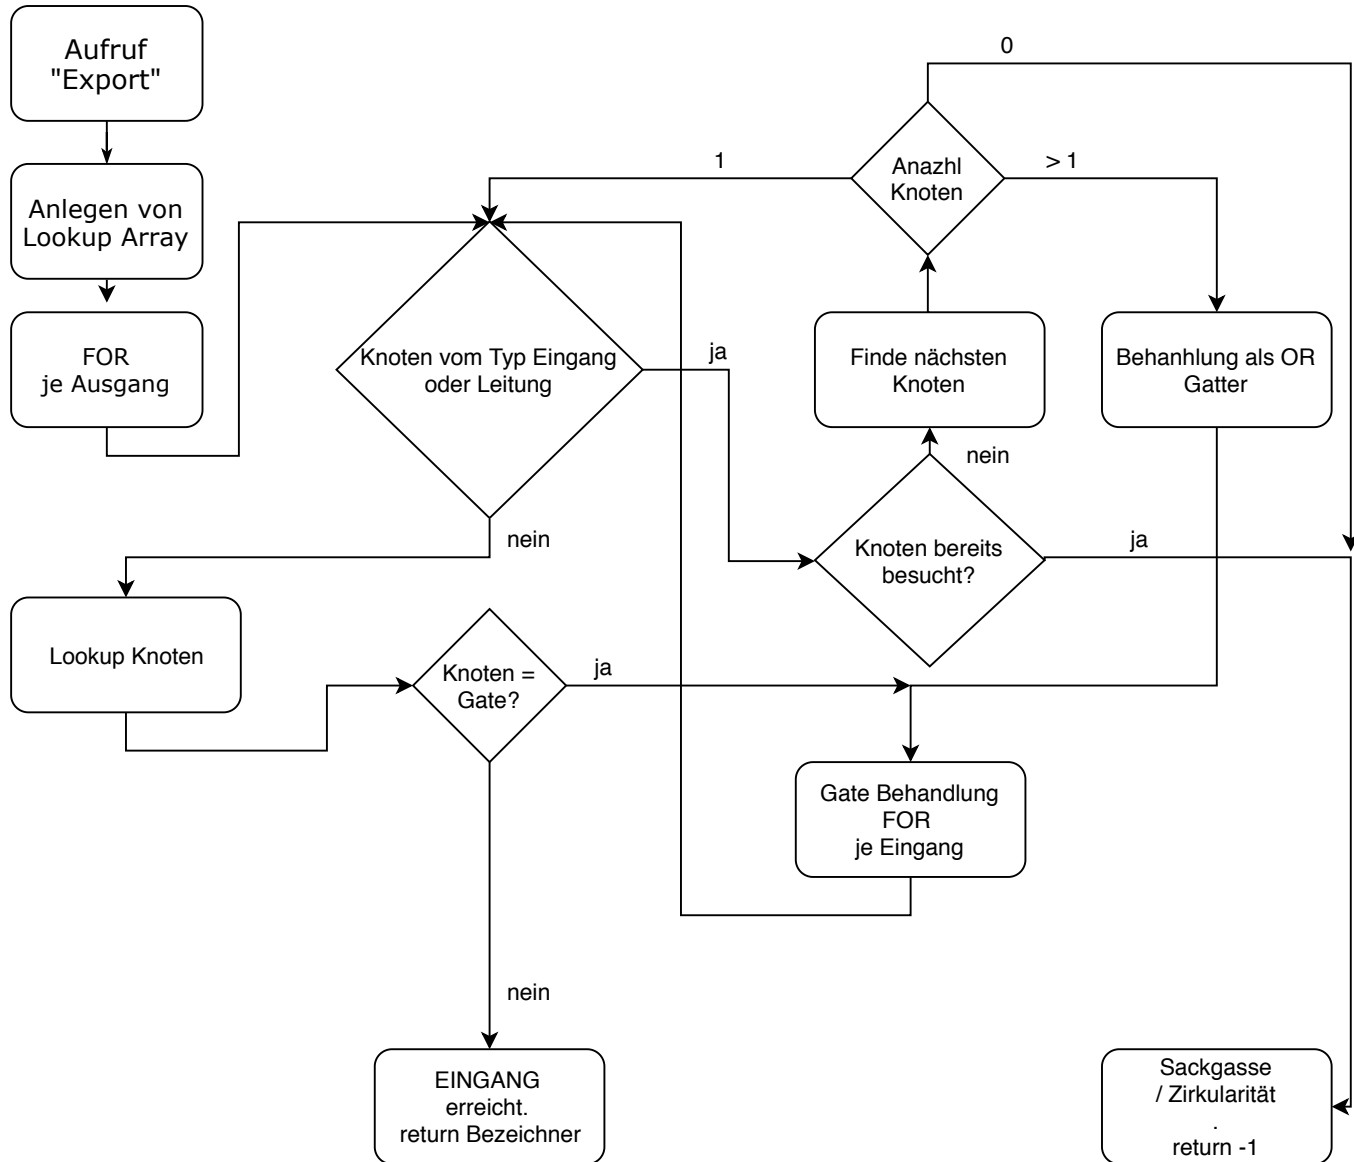 Aufruf
"Export"
0
Anazhl
Knoten
1
> 1
Anlegen von
Lookup Array
FOR
je Ausgang
Knoten vom Typ Eingang
oder Leitung
ja
Finde nächsten
Knoten
Behanhlung als OR
Gatter
nein
nein
Knoten bereits
besucht?
ja
Lookup Knoten
Knoten =
Gate?
ja
Gate Behandlung
FOR
je Eingang
nein
EINGANG
erreicht.
return Bezeichner
Sackgasse
/ Zirkularität
.
return -1